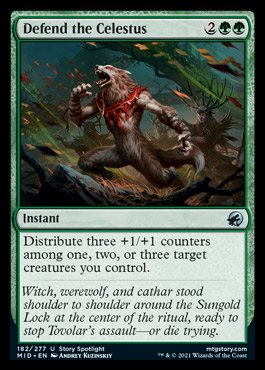 Defend the Celestus 2
Instant
Distribute three +1/+1 counters
among one, two, or three target
creatures you control.
Witch, werewolf, and cathar stood
shoulder to shoulder around the Sungold
Lock at the center of the ritual, ready to
stop Tovolar's assault—or die trying.
182/277 U Story Spotlight mtgstory.com
MID • EN Andrey Kuzinskiy ™ & © 2021 Wizards of the Coast